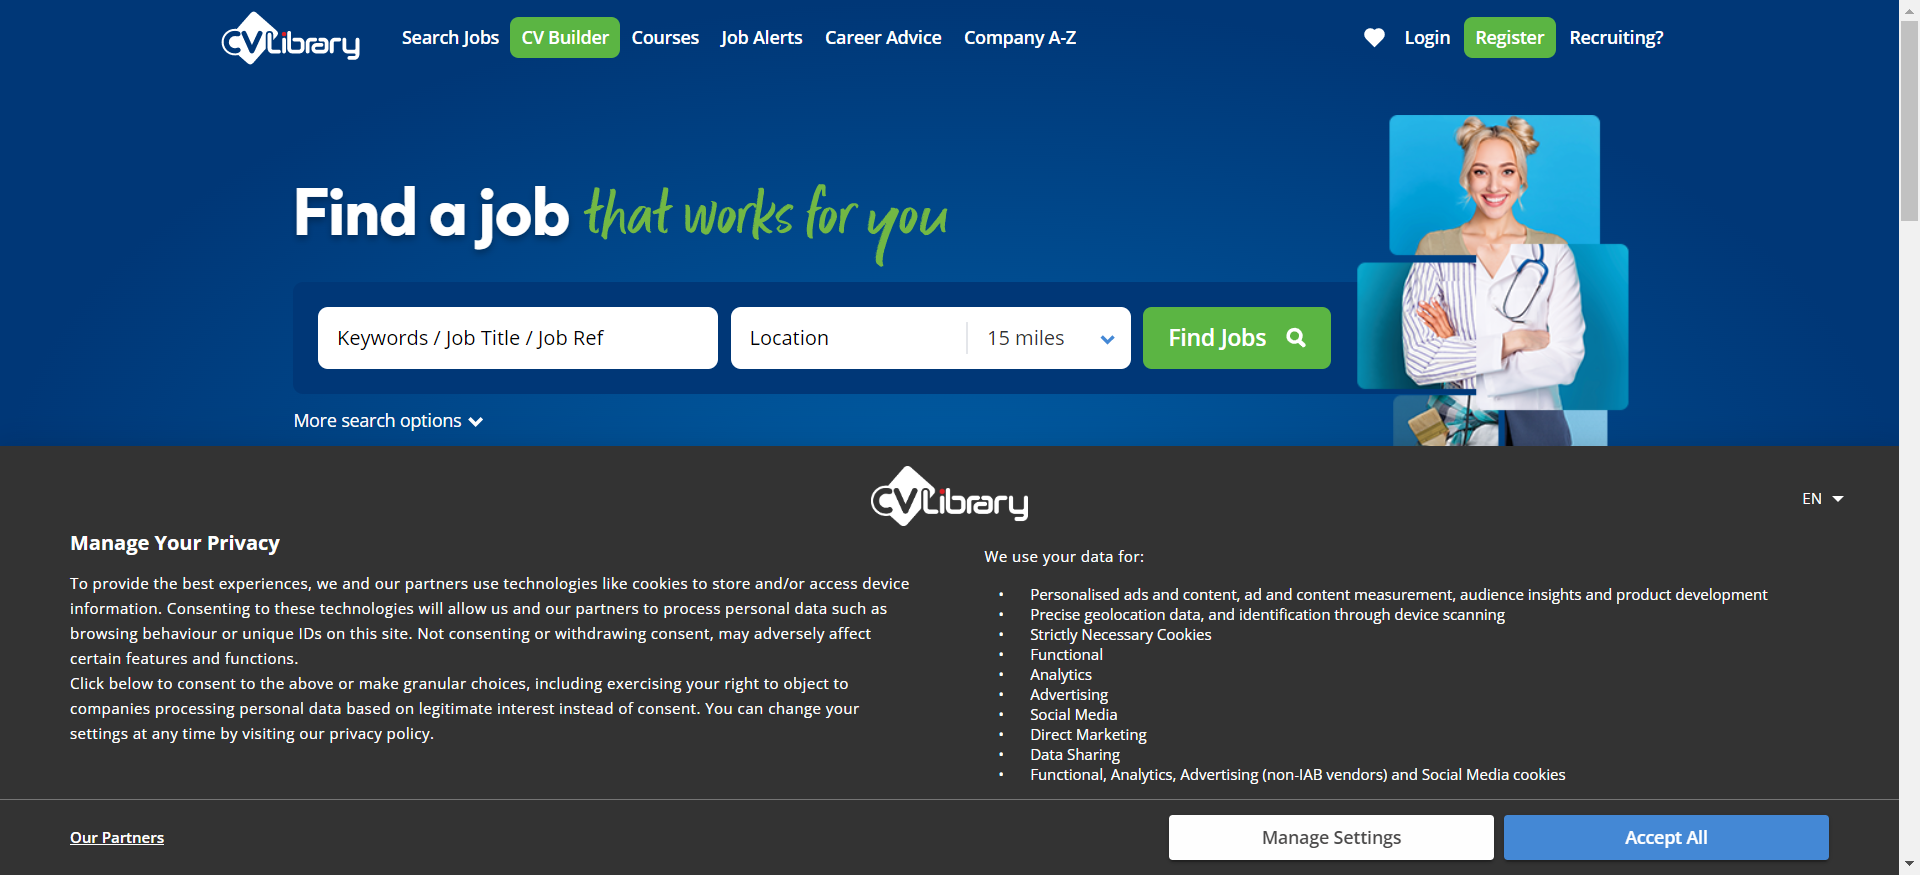 CVLibrary
Search Jobs
CV Builder
Courses
Job Alerts
Career Advice
Company A-Z
Login
Register
Recruiting?
Find a job that works for you
Keywords / Job Title / Job Ref
Location
15 miles
Find Jobs
More search options
CVLibrary
EN
Manage Your Privacy
To provide the best experiences, we and our partners use technologies like cookies to store and/or access device
information. Consenting to these technologies will allow us and our partners to process personal data such as
browsing behaviour or unique IDs on this site. Not consenting or withdrawing consent, may adversely affect
certain features and functions.
Click below to consent to the above or make granular choices, including exercising your right to object to
companies processing personal data based on legitimate interest instead of consent. You can change your
settings at any time by visiting our privacy policy.
We use your data for:
• Personalised ads and content, ad and content measurement, audience insights and product development
• Precise geolocation data, and identification through device scanning
• Strictly Necessary Cookies
• Functional
• Analytics
• Advertising
• Social Media
• Direct Marketing
• Data Sharing
• Functional, Analytics, Advertising (non-IAB vendors) and Social Media cookies
Our Partners
Manage Settings
Accept All